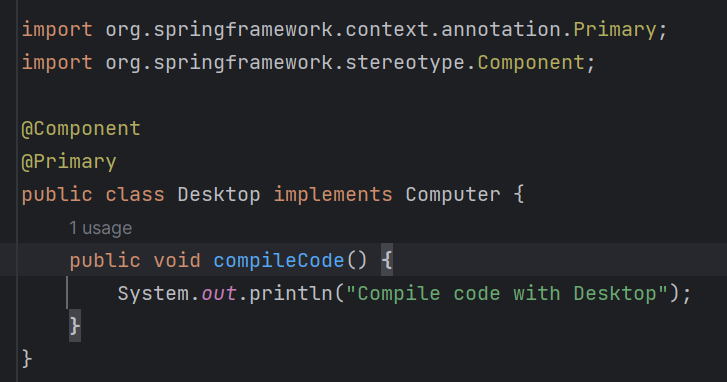 import org.springframework.context.annotation.Primary;
import org.springframework.stereotype.Component;
@Component
@Primary
public class Desktop implements Computer {
1 usage
public void compileCode() {
System.out.println("Compile code with Desktop");
}
}